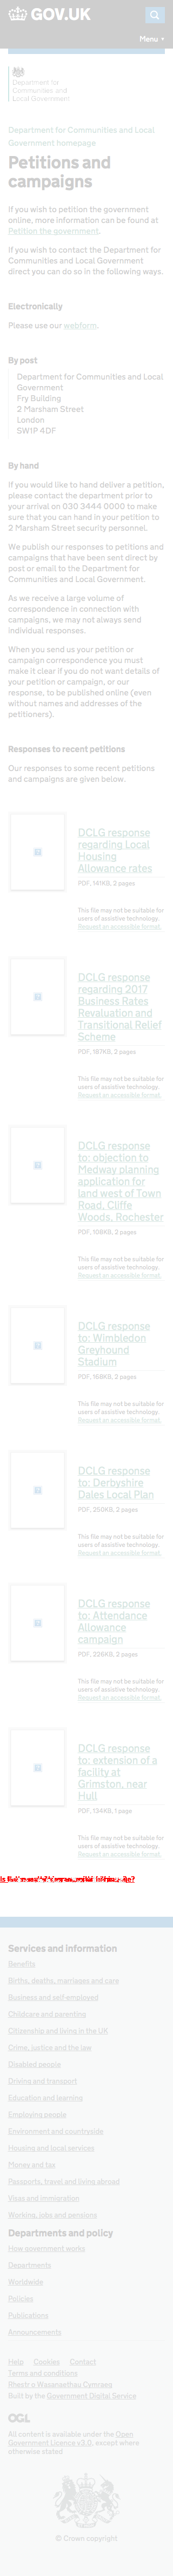 GOV.UK
Menu
Department for
Communities and
Local Government
Department for Communities and Local
Government homepage
Petitions and
campaigns
If you wish to petition the government
online, more information can be found at
Petition the government.
If you wish to contact the Department for
Communities and Local Government
direct you can do so in the following ways.
Electronically
Please use our webform.
By post
Department for Communities and Local
Government
Fry Building
2 Marsham Street
London
SW1P 4DF
By hand
If you would like to hand deliver a petition,
please contact the department prior to
your arrival on 030 3444 0000 to make
sure that you can hand in your petition to
2 Marsham Street security personnel.
We publish our responses to petitions and
campaigns that have been sent direct by
post or email to the Department for
Communities and Local Government.
As we receive a large volume of
correspondence in connection with
campaigns, we may not always send
individual responses.
When you send us your petition or
campaign correspondence you must
make it clear if you do not want details of
your petition or campaign, or our
response, to be published online (even
without names and addresses of the
petitioners).
Responses to recent petitions
Our responses to some recent petitions
and campaigns are given below.
DCLG response
regarding Local
Housing
Allowance rates
PDF, 141KB, 2 pages
This file may not be suitable for
users of assistive technology.
Request an accessible format.
DCLG response
regarding 2017
Business Rates
Revaluation and
Transitional Relief
Scheme
PDF, 187KB, 2 pages
This file may not be suitable for
users of assistive technology.
Request an accessible format.
DCLG response
to: objection to
Medway planning
application for
land west of Town
Road, Cliffe
Woods, Rochester
PDF, 108KB, 2 pages
This file may not be suitable for
users of assistive technology.
Request an accessible format.
DCLG response
to: Wimbledon
Greyhound
Stadium
PDF, 168KB, 2 pages
This file may not be suitable for
users of assistive technology.
Request an accessible format.
DCLG response
to: Derbyshire
Dales Local Plan
PDF, 255KB, 2 pages
This file may not be suitable for
users of assistive technology.
Request an accessible format.
DCLG response
to: Attendance
Allowance
campaign
PDF, 226KB, 2 pages
This file may not be suitable for
users of assistive technology.
Request an accessible format.
DCLG response
to: extension of a
facility at
Grimston, near
Hull
PDF, 134KB, 1 page
This file may not be suitable for
users of assistive technology.
Request an accessible format.
Services and information
Benefits
Births, deaths, marriages and care
Business and self-employed
Childcare and parenting
Citizenship and living in the UK
Crime, justice and the law
Disabled people
Driving and transport
Education and learning
Employing people
Environment and countryside
Housing and local services
Money and tax
Passports, travel and living abroad
Visas and immigration
Working, jobs and pensions
Departments and policy
How government works
Departments
Worldwide
Policies
Publications
Announcements
Help Cookies Contact
Terms and conditions
Rhestr o Wasanaethau Cymraeg
Built by the Government Digital Service
OGL
All content is available under the Open
Government Licence v3.0, except where
otherwise stated
© Crown copyright